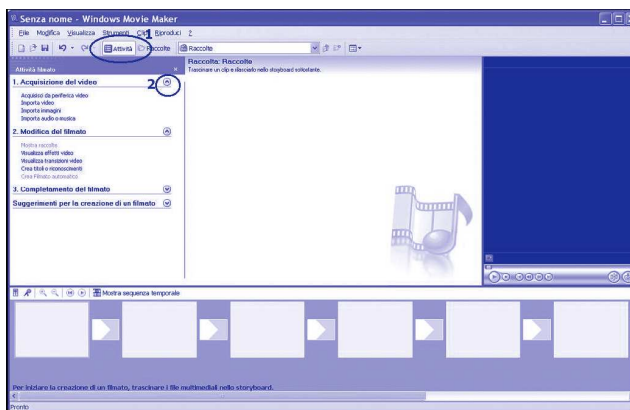 Senza nome - Windows Movie Maker
File Modifica Visualizza Strumenti Clip Riproduci ?
1
Attività Raccolte Raccolte
Attività filmato
Raccolta: Raccolte
Trascinare un clip e rilasciarlo nello storyboard sottostante.
1. Acquisizione del video
2
Acquisisci da periferica video
Importa video
Importa immagini
Importa audio o musica
2. Modifica del filmato
Mostra raccolte
Visualizza effetti video
Visualizza transizioni video
Crea titoli o riconoscimenti
Crea Filmato automatico
3. Completamento del filmato
Suggerimenti per la creazione di un filmato
Mostra sequenza temporale
Per iniziare la creazione di un filmato, trascinare i file multimediali nello storyboard.
Pronto